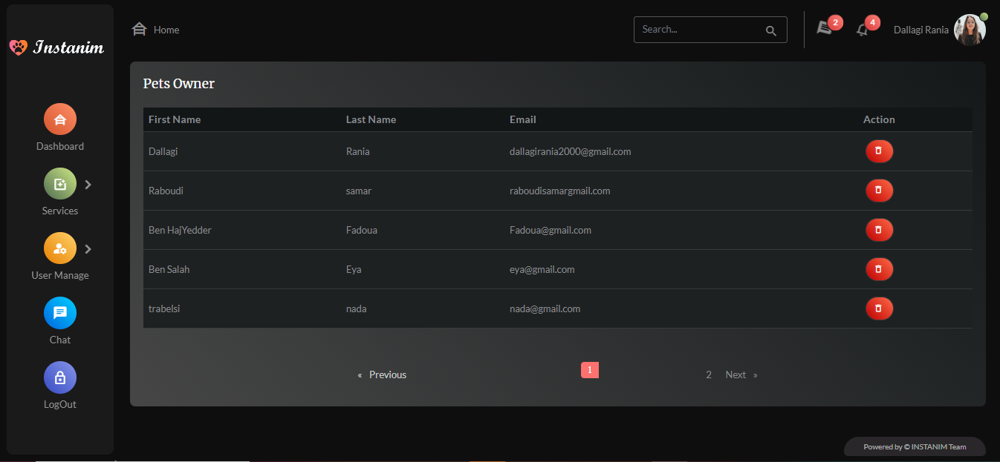 Instanim
Home
Search...
2
4
Dallagi Rania
Dashboard
Services
User Manage
Chat
LogOut
Pets Owner
First Name Last Name Email Action
Dallagi Rania dallagirania2000@gmail.com
Raboudi samar raboudisamargmail.com
Ben HajYedder Fadoua Fadoua@gmail.com
Ben Salah Eya eya@gmail.com
trabelsi nada nada@gmail.com
« Previous 1 2 Next »
Powered by © INSTANIM Team